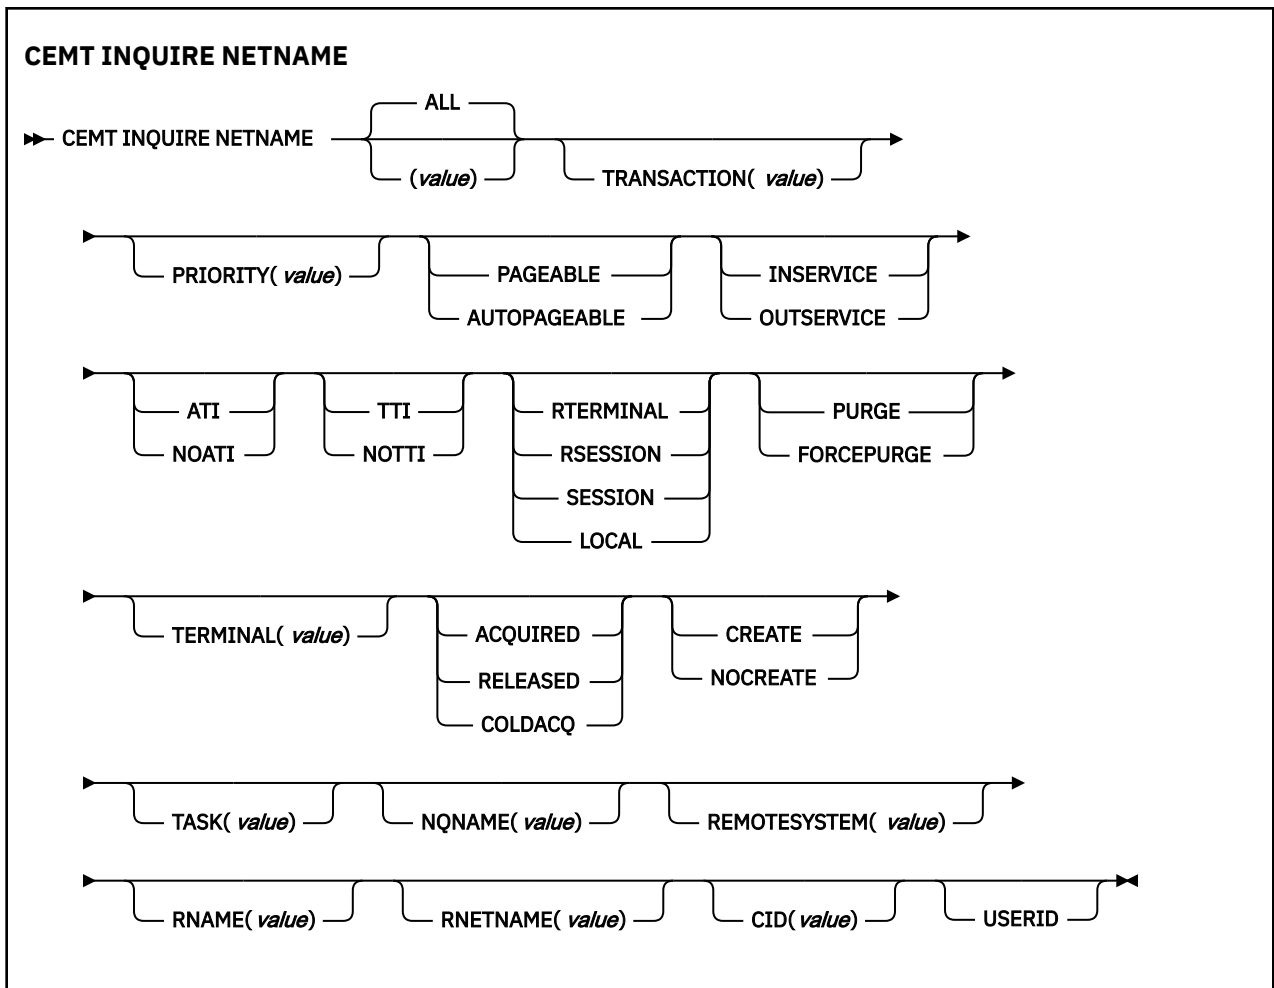 CEMT INQUIRE NETNAME
ALL
CEMT INQUIRE NETNAME
(value)
TRANSACTION( value)
PRIORITY( value)
PAGEABLE
AUTOPAGEABLE
INSERVICE
OUTSERVICE
ATI
NOATI
TTI
NOTTI
RTERMINAL
RSESSION
SESSION
LOCAL
PURGE
FORCEPURGE
TERMINAL( value)
ACQUIRED
RELEASED
COLDACQ
CREATE
NOCREATE
TASK( value)
NQNAME( value)
REMOTESYSTEM( value)
RNAME( value)
RNETNAME( value)
CID( value)
USERID